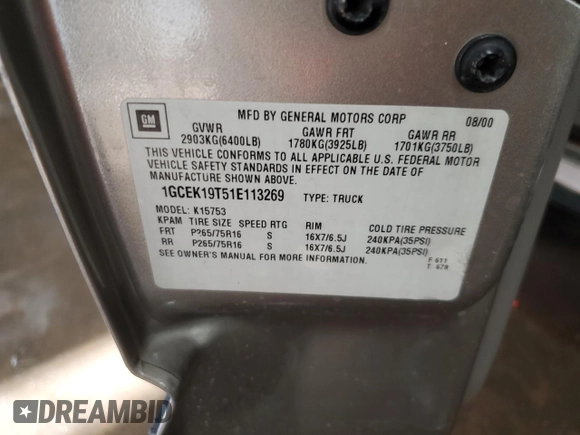 GM
MFD BY GENERAL MOTORS CORP 08/00
GVWR GAWR FRT GAWR RR
2903KG(6400LB) 1780KG(3925LB) 1701KG(3750LB)
THIS VEHICLE CONFORMS TO ALL APPLICABLE U.S. FEDERAL MOTOR
VEHICLE SAFETY STANDARDS IN EFFECT ON THE DATE OF
MANUFACTURE SHOWN ABOVE.
1GCEK19T51E113269 TYPE: TRUCK
MODEL: K15753
KPAM TIRE SIZE SPEED RTG RIM COLD TIRE PRESSURE
FRT P265/75R16 S 16X7/6.5J 240KPA(35PSI)
RR P265/75R16 S 16X7/6.5J 240KPA(35PSI)
SEE OWNER'S MANUAL FOR MORE INFORMATION.
F 611
T 678
DREAMBID